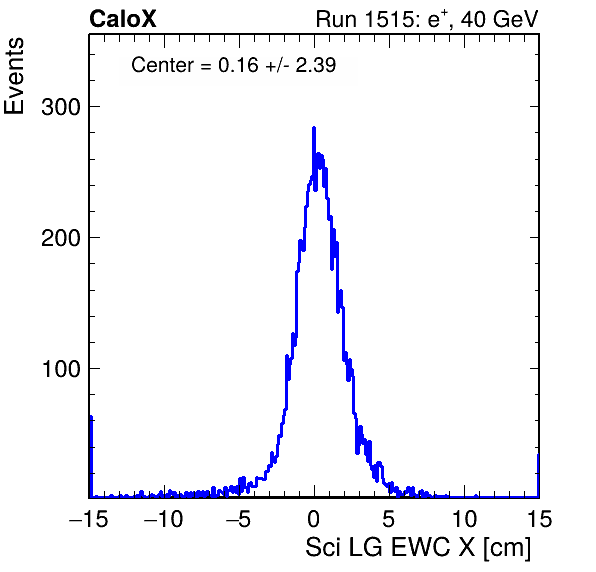 CaloX Run 1515: e⁺, 40 GeV
Events
Center = 0.16 +/- 2.39
300
200
100
−15 −10 −5 0 5 10 15
Sci LG EWC X [cm]